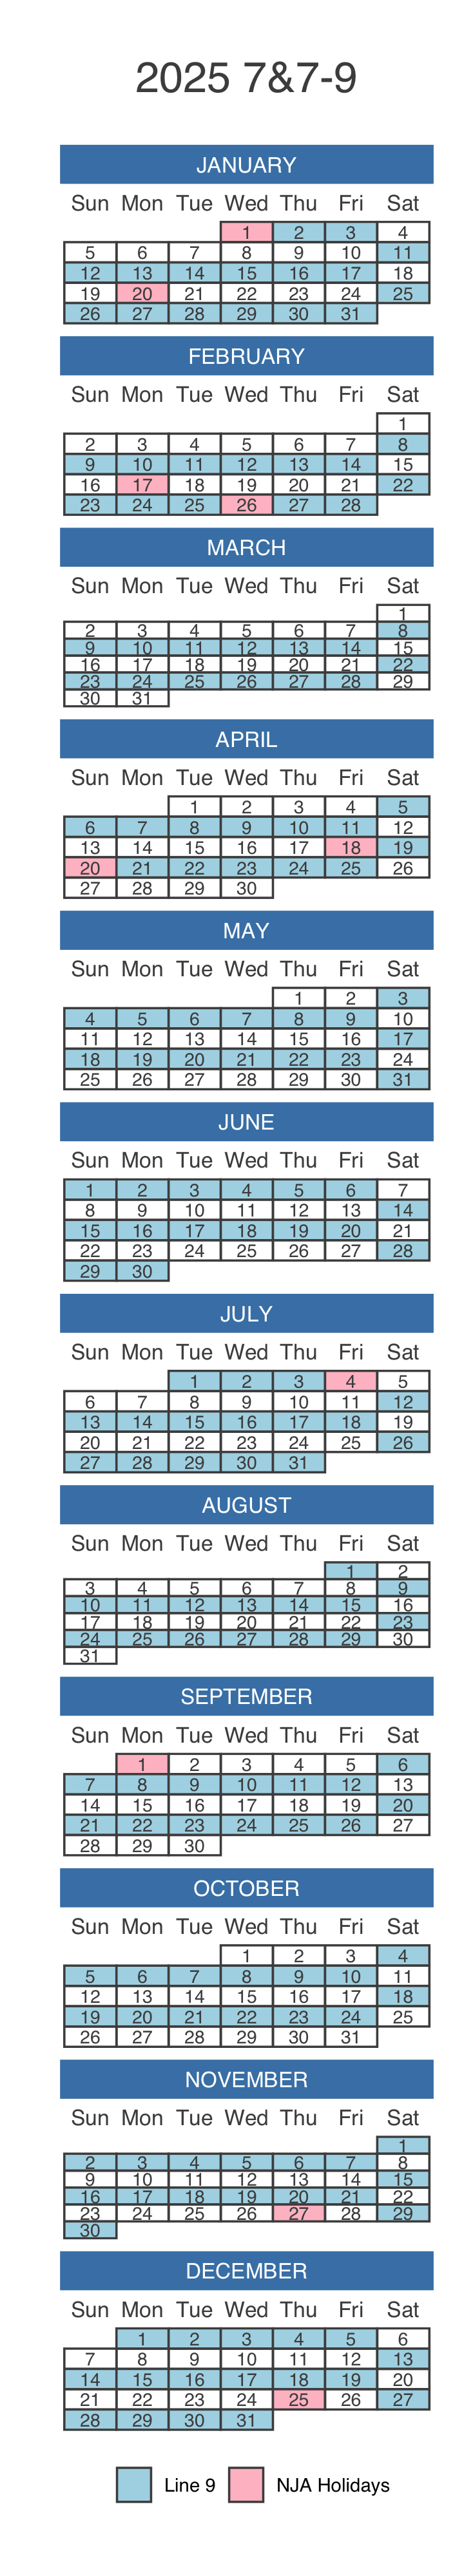 2025 7&7-9
JANUARY
Sun Mon Tue Wed Thu Fri Sat
1 2 3 4
5 6 7 8 9 10 11
12 13 14 15 16 17 18
19 20 21 22 23 24 25
26 27 28 29 30 31
FEBRUARY
Sun Mon Tue Wed Thu Fri Sat
1
2 3 4 5 6 7 8
9 10 11 12 13 14 15
16 17 18 19 20 21 22
23 24 25 26 27 28
MARCH
Sun Mon Tue Wed Thu Fri Sat
1
2 3 4 5 6 7 8
9 10 11 12 13 14 15
16 17 18 19 20 21 22
23 24 25 26 27 28 29
30 31
APRIL
Sun Mon Tue Wed Thu Fri Sat
1 2 3 4 5
6 7 8 9 10 11 12
13 14 15 16 17 18 19
20 21 22 23 24 25 26
27 28 29 30
MAY
Sun Mon Tue Wed Thu Fri Sat
1 2 3
4 5 6 7 8 9 10
11 12 13 14 15 16 17
18 19 20 21 22 23 24
25 26 27 28 29 30 31
JUNE
Sun Mon Tue Wed Thu Fri Sat
1 2 3 4 5 6 7
8 9 10 11 12 13 14
15 16 17 18 19 20 21
22 23 24 25 26 27 28
29 30
JULY
Sun Mon Tue Wed Thu Fri Sat
1 2 3 4 5
6 7 8 9 10 11 12
13 14 15 16 17 18 19
20 21 22 23 24 25 26
27 28 29 30 31
AUGUST
Sun Mon Tue Wed Thu Fri Sat
1 2
3 4 5 6 7 8 9
10 11 12 13 14 15 16
17 18 19 20 21 22 23
24 25 26 27 28 29 30
31
SEPTEMBER
Sun Mon Tue Wed Thu Fri Sat
1 2 3 4 5 6
7 8 9 10 11 12 13
14 15 16 17 18 19 20
21 22 23 24 25 26 27
28 29 30
OCTOBER
Sun Mon Tue Wed Thu Fri Sat
1 2 3 4
5 6 7 8 9 10 11
12 13 14 15 16 17 18
19 20 21 22 23 24 25
26 27 28 29 30 31
NOVEMBER
Sun Mon Tue Wed Thu Fri Sat
1
2 3 4 5 6 7 8
9 10 11 12 13 14 15
16 17 18 19 20 21 22
23 24 25 26 27 28 29
30
DECEMBER
Sun Mon Tue Wed Thu Fri Sat
1 2 3 4 5 6
7 8 9 10 11 12 13
14 15 16 17 18 19 20
21 22 23 24 25 26 27
28 29 30 31
Line 9 NJA Holidays